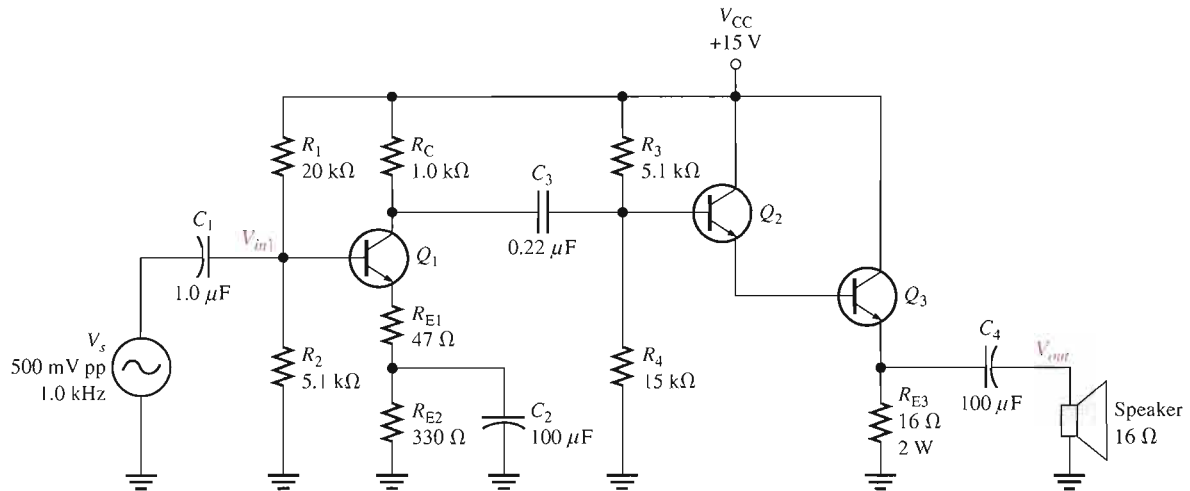 V_CC
+15 V
R_1
20 kΩ
R_C
1.0 kΩ
R_3
5.1 kΩ
C_3
0.22 μF
Q_2
C_1
1.0 μF
V_in1
Q_1
Q_3
R_E1
47 Ω
V_s
500 mV pp
1.0 kHz
R_2
5.1 kΩ
R_4
15 kΩ
C_4
100 μF
V_out
R_E2
330 Ω
C_2
100 μF
R_E3
16 Ω
2 W
Speaker
16 Ω